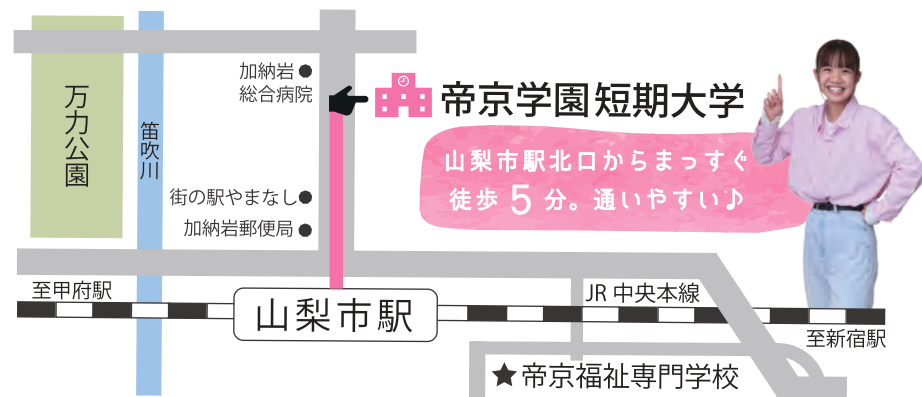 加納岩
総合病院
帝京学園短期大学
万力公園
笛吹川
山梨市駅北口からまっすぐ
徒歩 5 分。通いやすい♪
街の駅やまなし
加納岩郵便局
至甲府駅
JR 中央本線
山梨市駅
至新宿駅
★帝京福祉専門学校